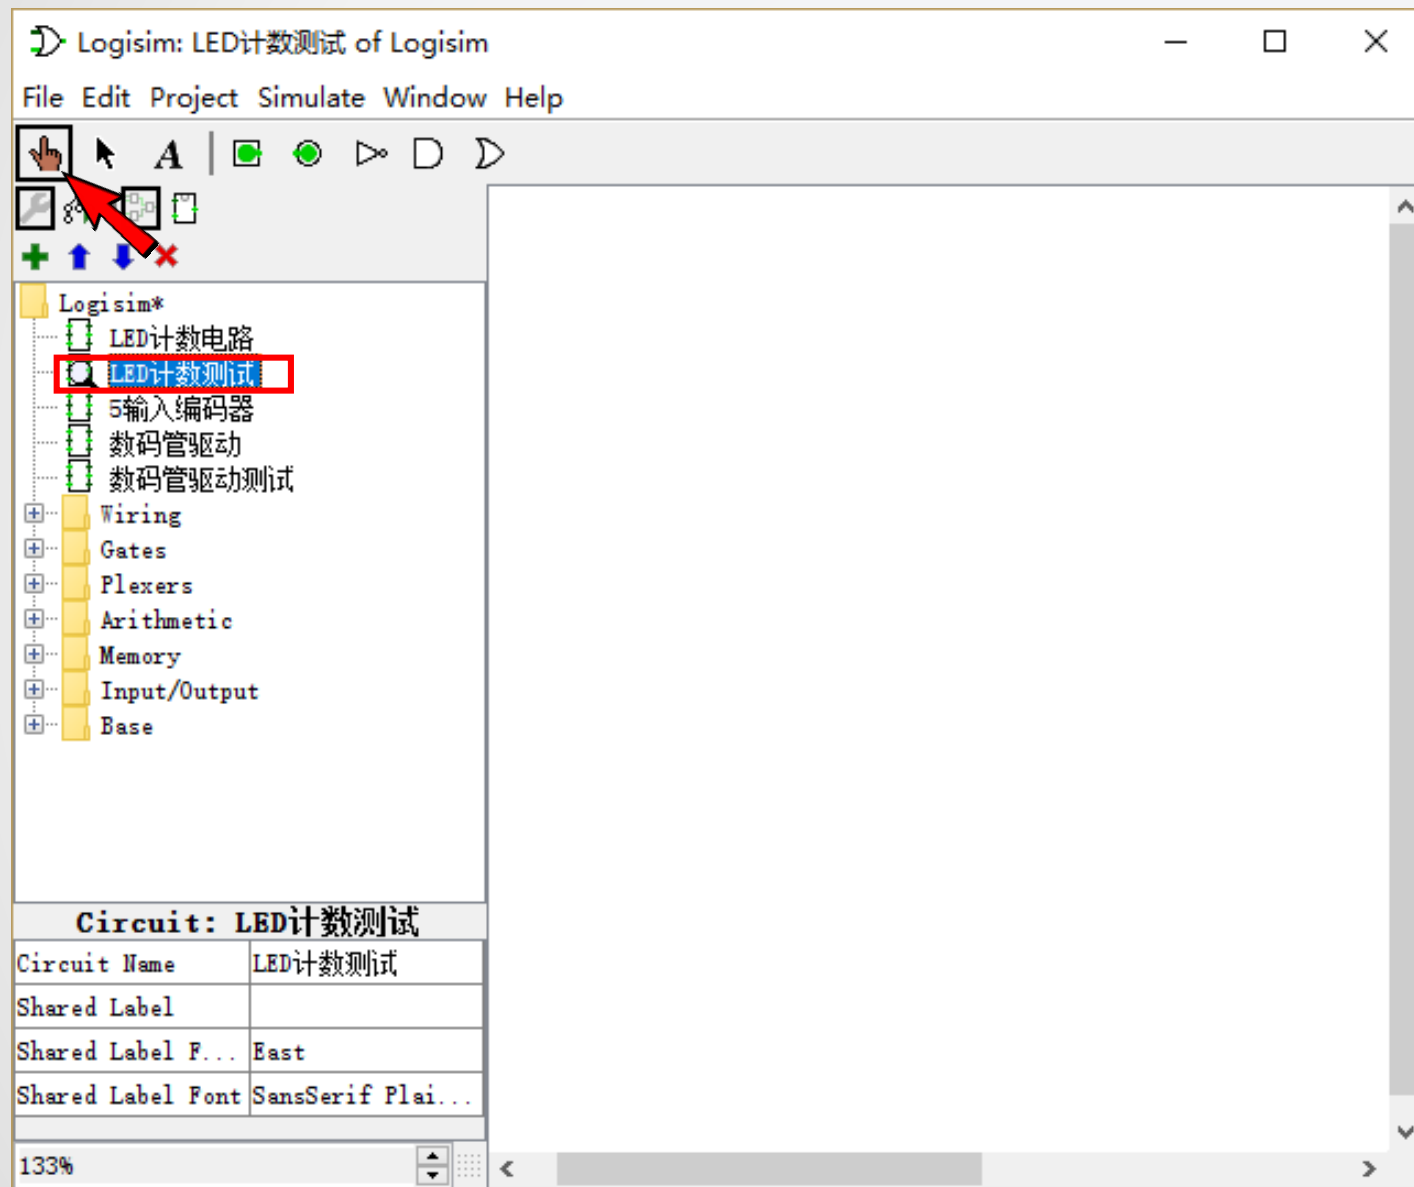 Logisim: LED计数测试 of Logisim
File Edit Project Simulate Window Help
A
Logisim*
LED计数电路
LED计数测试
5输入编码器
数码管驱动
数码管驱动测试
Wiring
Gates
Plexers
Arithmetic
Memory
Input/Output
Base
Circuit: LED计数测试
Circuit Name LED计数测试
Shared Label
Shared Label F... East
Shared Label Font SansSerif Plai...
133%